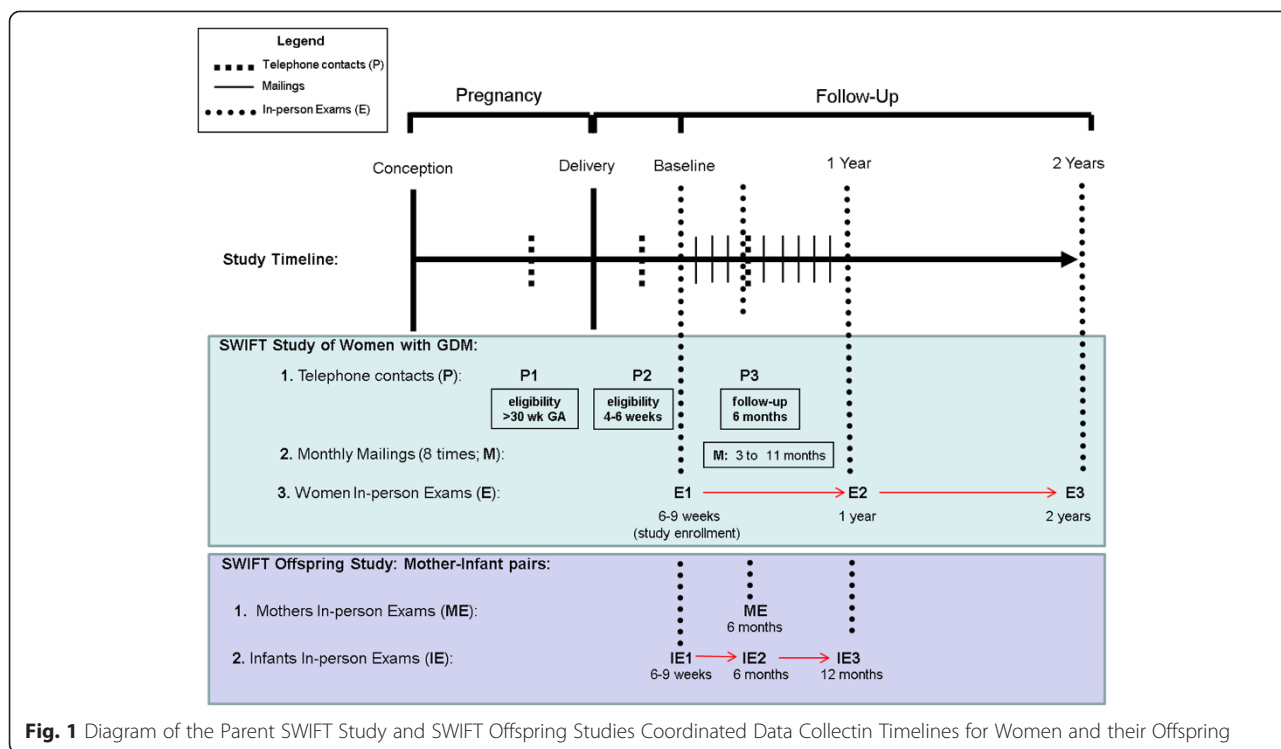 Legend
Telephone contacts (P)
Mailings
In-person Exams (E)
Pregnancy
Follow-Up
Conception
Delivery
Baseline
1 Year
2 Years
Study Timeline:
SWIFT Study of Women with GDM:
1. Telephone contacts (P):
P1
P2
P3
eligibility
>30 wk GA
eligibility
4-6 weeks
follow-up
6 months
2. Monthly Mailings (8 times; M):
M: 3 to 11 months
3. Women In-person Exams (E):
E1
E2
E3
6-9 weeks
(study enrollment)
1 year
2 years
SWIFT Offspring Study: Mother-Infant pairs:
1. Mothers In-person Exams (ME):
ME
6 months
2. Infants In-person Exams (IE):
IE1
IE2
IE3
6-9 weeks
6 months
12 months
Fig. 1 Diagram of the Parent SWIFT Study and SWIFT Offspring Studies Coordinated Data Collectin Timelines for Women and their Offspring